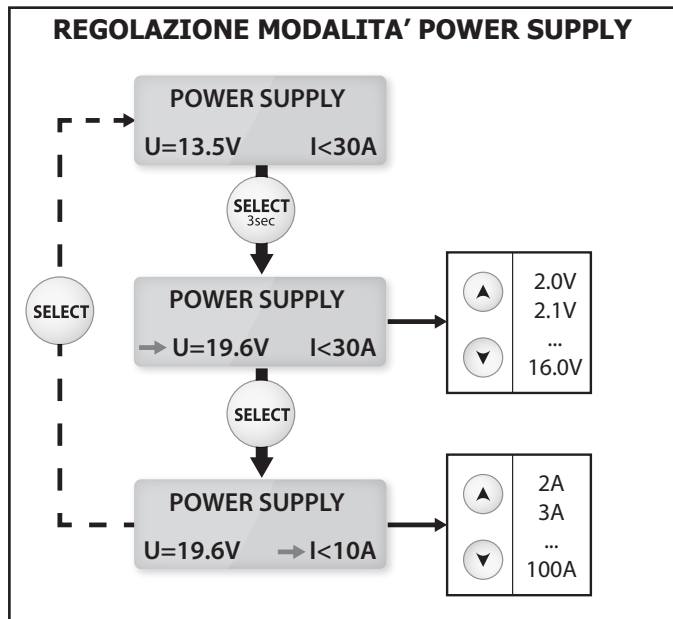 REGOLAZIONE MODALITA’ POWER SUPPLY
POWER SUPPLY
U=13.5V I<30A
SELECT
3sec
POWER SUPPLY
U=19.6V I<30A
2.0V
2.1V
...
16.0V
SELECT
SELECT
POWER SUPPLY
U=19.6V I<10A
2A
3A
...
100A